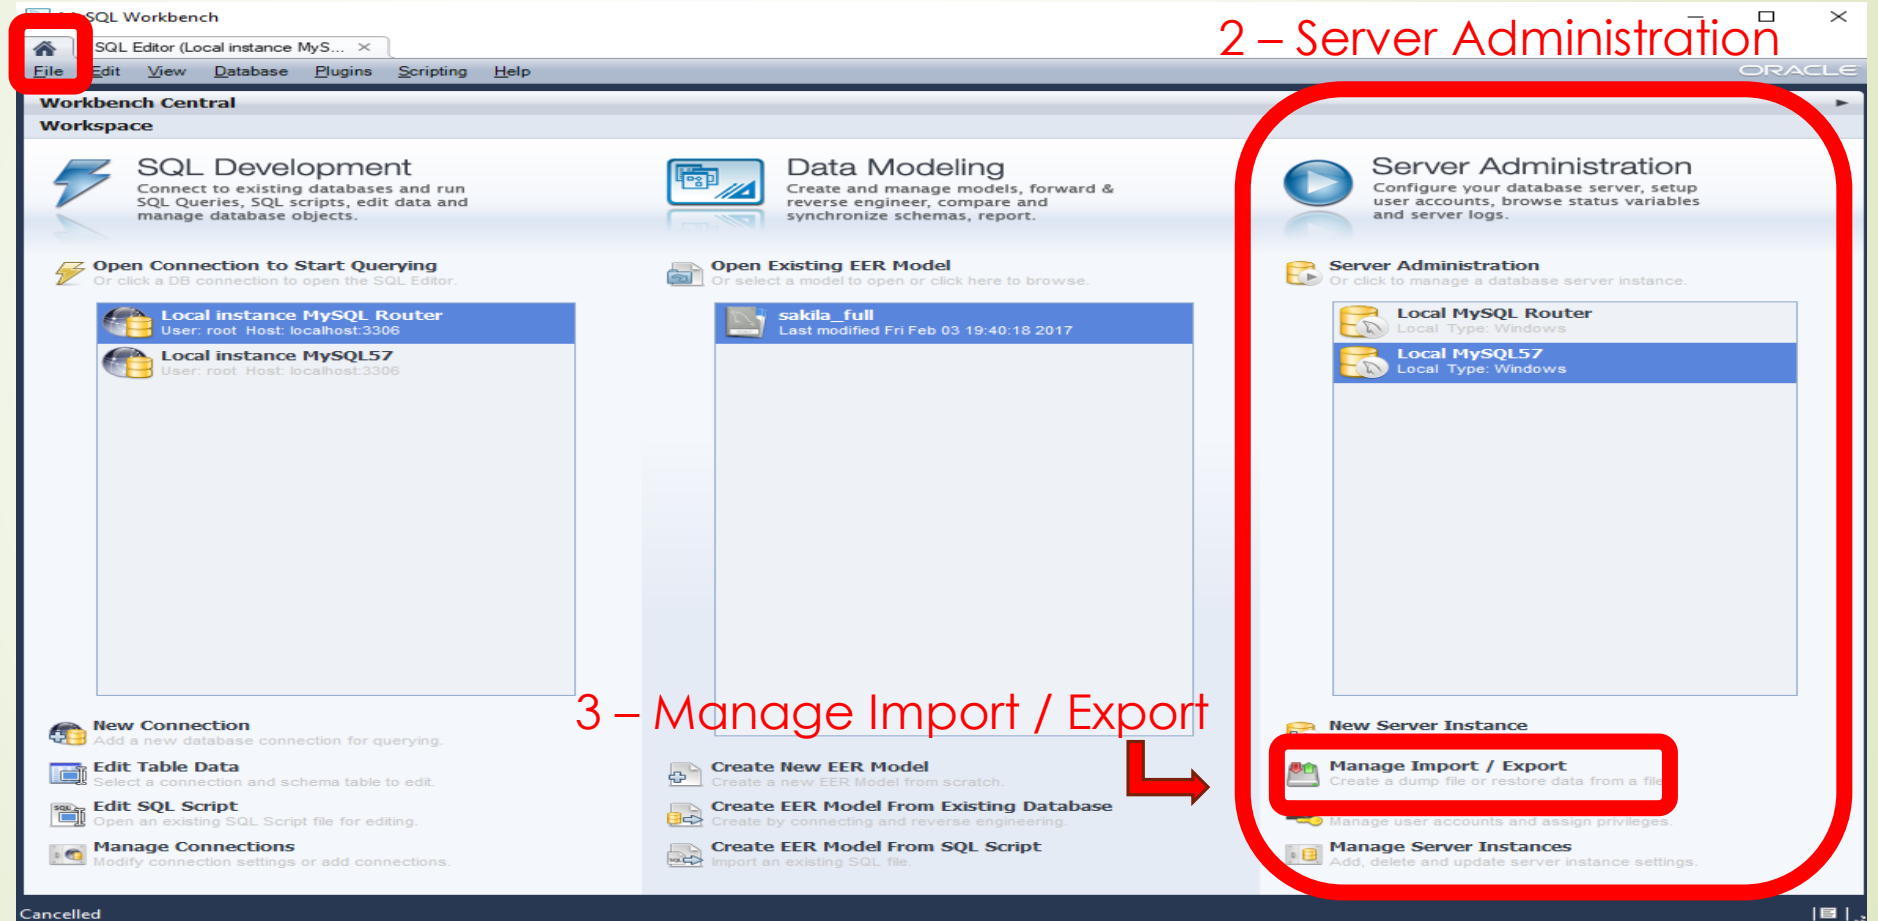 SQL Workbench
2 – Server Administration
SQL Editor (Local instance MyS...
File Edit View Database Plugins Scripting Help
ORACLE
Workbench Central
Workspace
SQL Development
Connect to existing databases and run
SQL Queries, SQL scripts, edit data and
manage database objects.
Open Connection to Start Querying
Or click a DB connection to open the SQL Editor.
Local instance MySQL Router
User: root Host: localhost:3306
Local instance MySQL57
User: root Host: localhost:3306
New Connection
Add a new database connection for querying.
Edit Table Data
Select a connection and schema table to edit.
Edit SQL Script
Open an existing SQL Script file for editing.
Manage Connections
Modify connection settings or add connections.
Data Modeling
Create and manage models, forward &
reverse engineer, compare and
synchronize schemas, report.
Open Existing EER Model
Or select a model to open or click here to browse.
sakila_full
Last modified Fri Feb 03 19:40:18 2017
3 – Manage Import / Export
Create New EER Model
Create a new EER Model from scratch.
Create EER Model From Existing Database
Create by connecting and reverse engineering.
Create EER Model From SQL Script
Import an existing SQL file.
Server Administration
Configure your database server, setup
user accounts, browse status variables
and server logs.
Server Administration
Or click to manage a database server instance.
Local MySQL Router
Local Type: Windows
Local MySQL57
Local Type: Windows
New Server Instance
Manage Import / Export
Create a dump file or restore data from a file
Manage user accounts and assign privileges.
Manage Server Instances
Add, delete and update server instance settings.
Cancelled